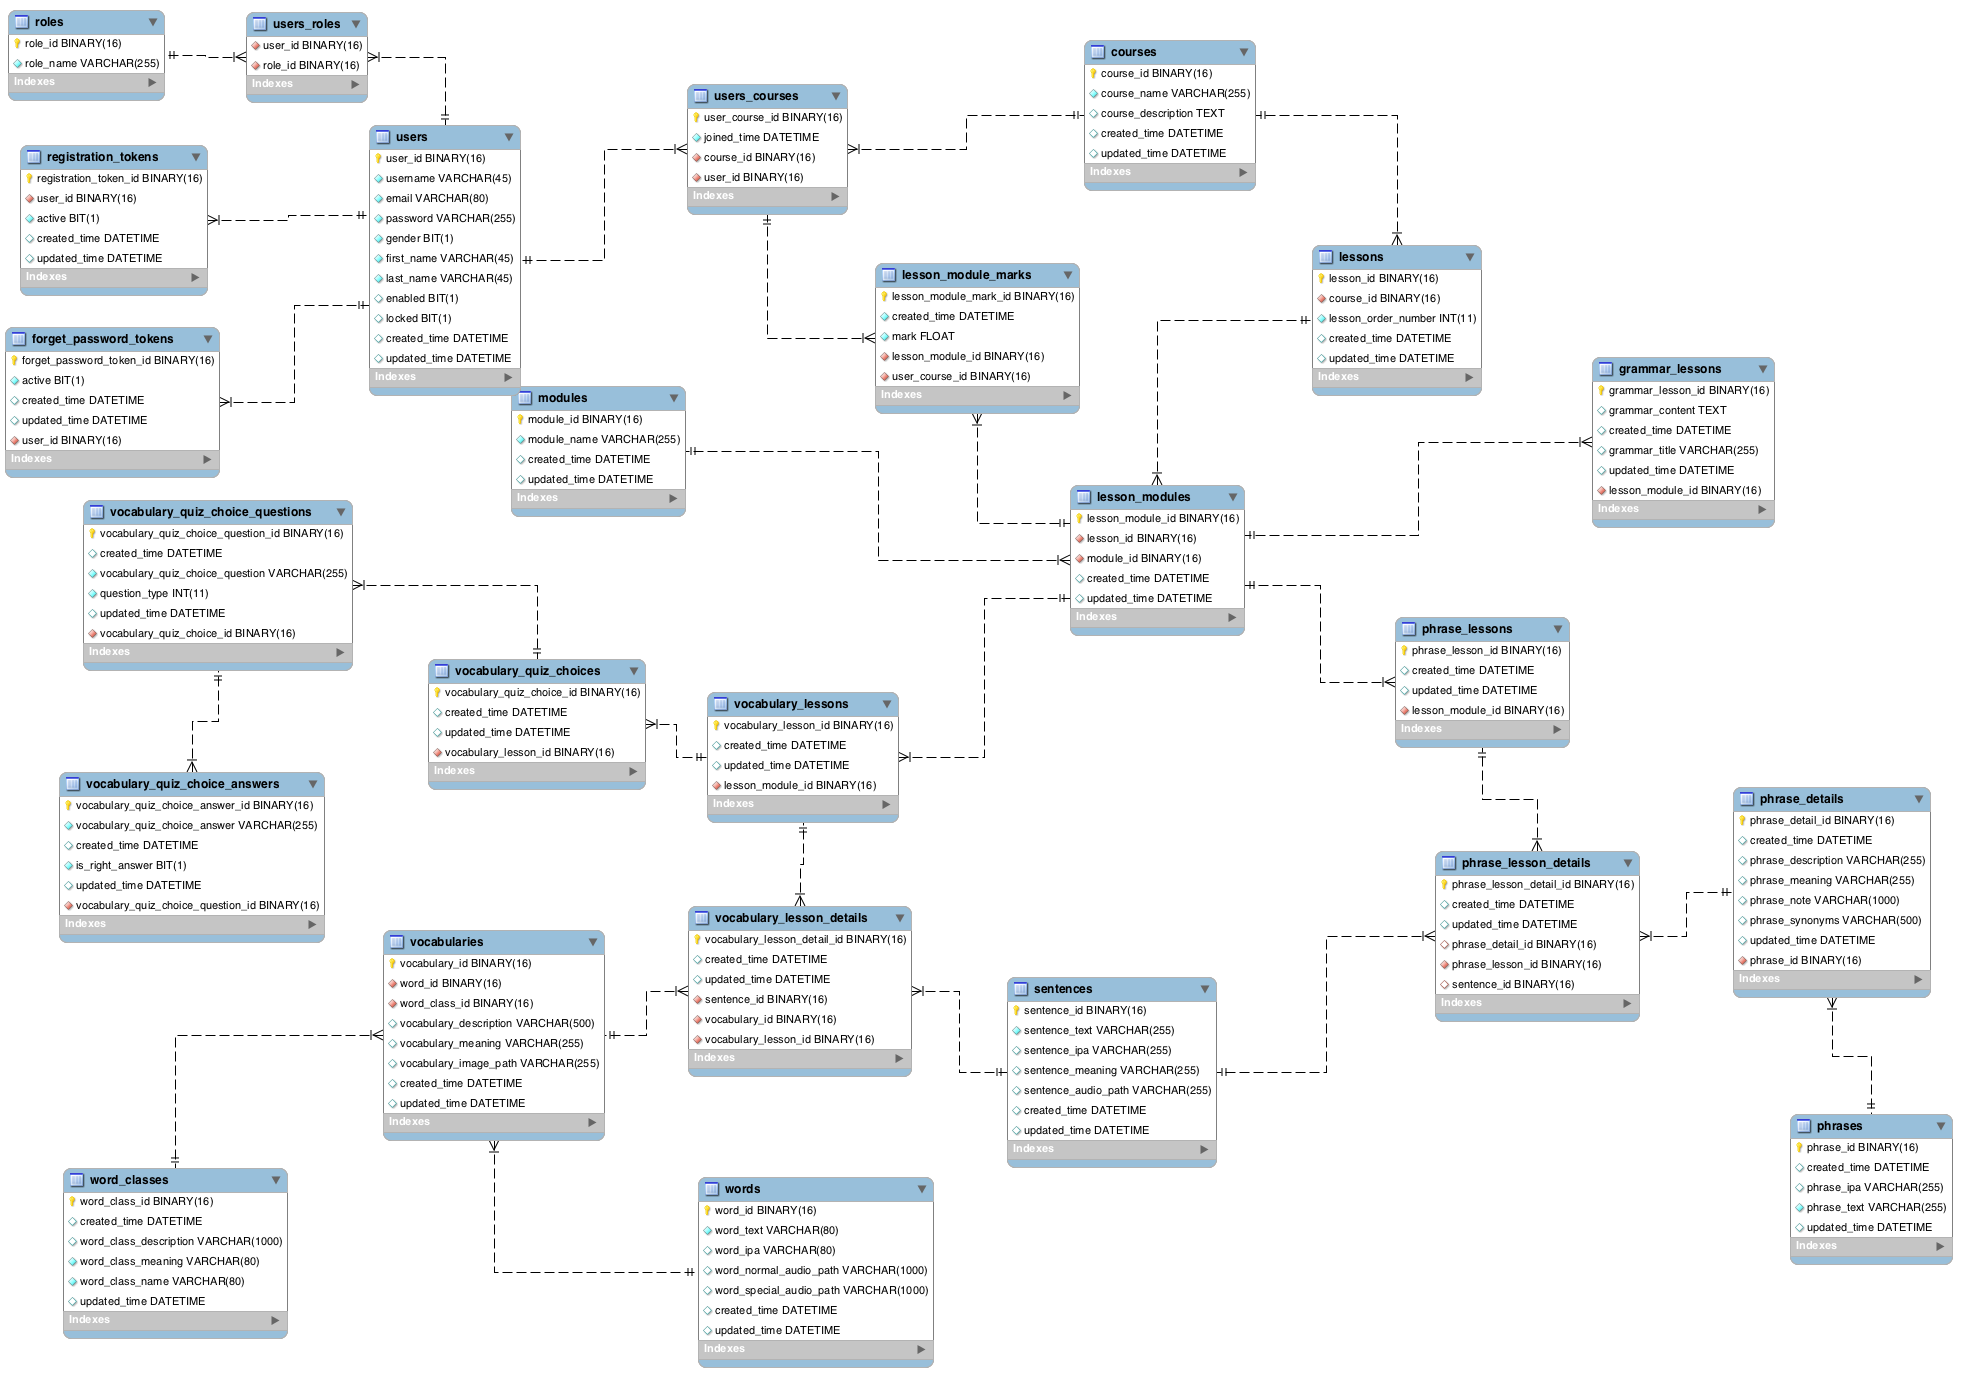 roles
role_id BINARY(16)
role_name VARCHAR(255)
Indexes
users_roles
user_id BINARY(16)
role_id BINARY(16)
Indexes
courses
course_id BINARY(16)
course_name VARCHAR(255)
course_description TEXT
created_time DATETIME
updated_time DATETIME
Indexes
users_courses
user_course_id BINARY(16)
joined_time DATETIME
course_id BINARY(16)
user_id BINARY(16)
Indexes
users
user_id BINARY(16)
username VARCHAR(45)
email VARCHAR(80)
password VARCHAR(255)
gender BIT(1)
first_name VARCHAR(45)
last_name VARCHAR(45)
enabled BIT(1)
locked BIT(1)
created_time DATETIME
updated_time DATETIME
Indexes
registration_tokens
registration_token_id BINARY(16)
user_id BINARY(16)
active BIT(1)
created_time DATETIME
updated_time DATETIME
Indexes
lessons
lesson_id BINARY(16)
course_id BINARY(16)
lesson_order_number INT(11)
created_time DATETIME
updated_time DATETIME
Indexes
lesson_module_marks
lesson_module_mark_id BINARY(16)
created_time DATETIME
mark FLOAT
lesson_module_id BINARY(16)
user_course_id BINARY(16)
Indexes
forget_password_tokens
forget_password_token_id BINARY(16)
active BIT(1)
created_time DATETIME
updated_time DATETIME
user_id BINARY(16)
Indexes
grammar_lessons
grammar_lesson_id BINARY(16)
grammar_content TEXT
created_time DATETIME
grammar_title VARCHAR(255)
updated_time DATETIME
lesson_module_id BINARY(16)
Indexes
modules
module_id BINARY(16)
module_name VARCHAR(255)
created_time DATETIME
updated_time DATETIME
Indexes
lesson_modules
lesson_module_id BINARY(16)
lesson_id BINARY(16)
module_id BINARY(16)
created_time DATETIME
updated_time DATETIME
Indexes
vocabulary_quiz_choice_questions
vocabulary_quiz_choice_question_id BINARY(16)
created_time DATETIME
vocabulary_quiz_choice_question VARCHAR(255)
question_type INT(11)
updated_time DATETIME
vocabulary_quiz_choice_id BINARY(16)
Indexes
phrase_lessons
phrase_lesson_id BINARY(16)
created_time DATETIME
updated_time DATETIME
lesson_module_id BINARY(16)
Indexes
vocabulary_quiz_choices
vocabulary_quiz_choice_id BINARY(16)
created_time DATETIME
updated_time DATETIME
vocabulary_lesson_id BINARY(16)
Indexes
vocabulary_lessons
vocabulary_lesson_id BINARY(16)
created_time DATETIME
updated_time DATETIME
lesson_module_id BINARY(16)
Indexes
vocabulary_quiz_choice_answers
vocabulary_quiz_choice_answer_id BINARY(16)
vocabulary_quiz_choice_answer VARCHAR(255)
created_time DATETIME
is_right_answer BIT(1)
updated_time DATETIME
vocabulary_quiz_choice_question_id BINARY(16)
Indexes
phrase_details
phrase_detail_id BINARY(16)
created_time DATETIME
phrase_description VARCHAR(255)
phrase_meaning VARCHAR(255)
phrase_note VARCHAR(1000)
phrase_synonyms VARCHAR(500)
updated_time DATETIME
phrase_id BINARY(16)
Indexes
phrase_lesson_details
phrase_lesson_detail_id BINARY(16)
created_time DATETIME
updated_time DATETIME
phrase_detail_id BINARY(16)
phrase_lesson_id BINARY(16)
sentence_id BINARY(16)
Indexes
vocabulary_lesson_details
vocabulary_lesson_detail_id BINARY(16)
created_time DATETIME
updated_time DATETIME
sentence_id BINARY(16)
vocabulary_id BINARY(16)
vocabulary_lesson_id BINARY(16)
Indexes
vocabularies
vocabulary_id BINARY(16)
word_id BINARY(16)
word_class_id BINARY(16)
vocabulary_description VARCHAR(500)
vocabulary_meaning VARCHAR(255)
vocabulary_image_path VARCHAR(255)
created_time DATETIME
updated_time DATETIME
Indexes
sentences
sentence_id BINARY(16)
sentence_text VARCHAR(255)
sentence_ipa VARCHAR(255)
sentence_meaning VARCHAR(255)
sentence_audio_path VARCHAR(255)
created_time DATETIME
updated_time DATETIME
Indexes
phrases
phrase_id BINARY(16)
created_time DATETIME
phrase_ipa VARCHAR(255)
phrase_text VARCHAR(255)
updated_time DATETIME
Indexes
word_classes
word_class_id BINARY(16)
created_time DATETIME
word_class_description VARCHAR(1000)
word_class_meaning VARCHAR(80)
word_class_name VARCHAR(80)
updated_time DATETIME
Indexes
words
word_id BINARY(16)
word_text VARCHAR(80)
word_ipa VARCHAR(80)
word_normal_audio_path VARCHAR(1000)
word_special_audio_path VARCHAR(1000)
created_time DATETIME
updated_time DATETIME
Indexes